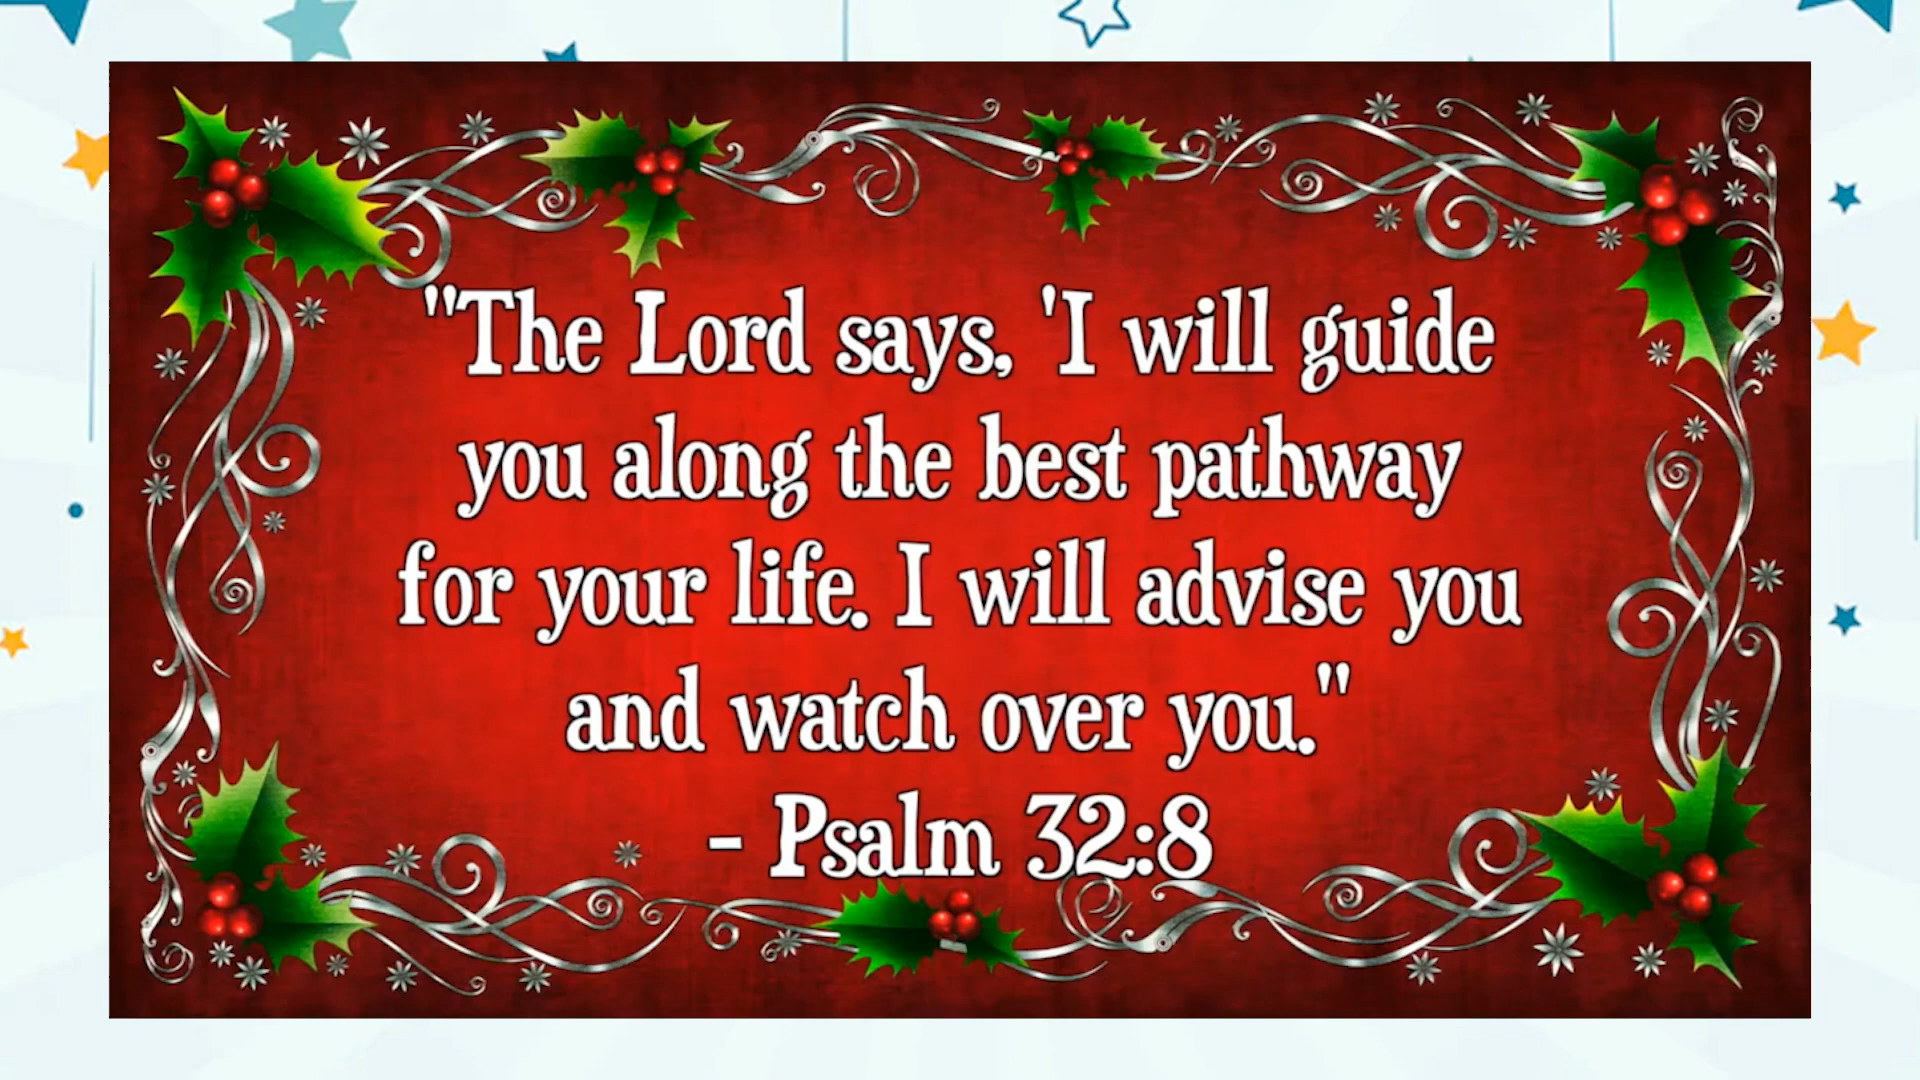 "The Lord says, 'I will guide
you along the best pathway
for your life. I will advise you
and watch over you."
- Psalm 32:8